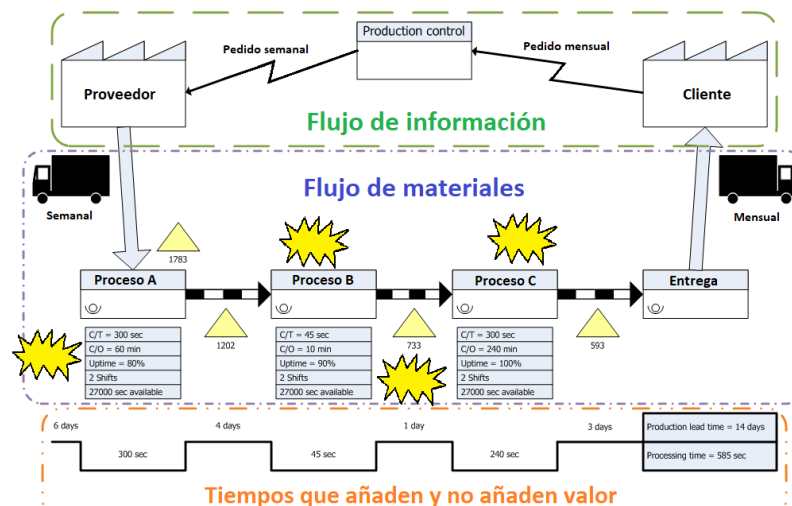 Production control
Pedido semanal
Pedido mensual
Proveedor
Cliente
Flujo de información
Flujo de materiales
Semanal
Mensual
1783
Proceso A
Proceso B
Proceso C
Entrega
1202
733
593
C/T = 300 sec
C/O = 60 min
Uptime = 80%
2 Shifts
27000 sec available
C/T = 45 sec
C/O = 10 min
Uptime = 90%
2 Shifts
27000 sec available
C/T = 300 sec
C/O = 240 min
Uptime = 100%
2 Shifts
27000 sec available
6 days
4 days
1 day
3 days
Production lead time = 14 days
300 sec
45 sec
240 sec
Processing time = 585 sec
Tiempos que añaden y no añaden valor